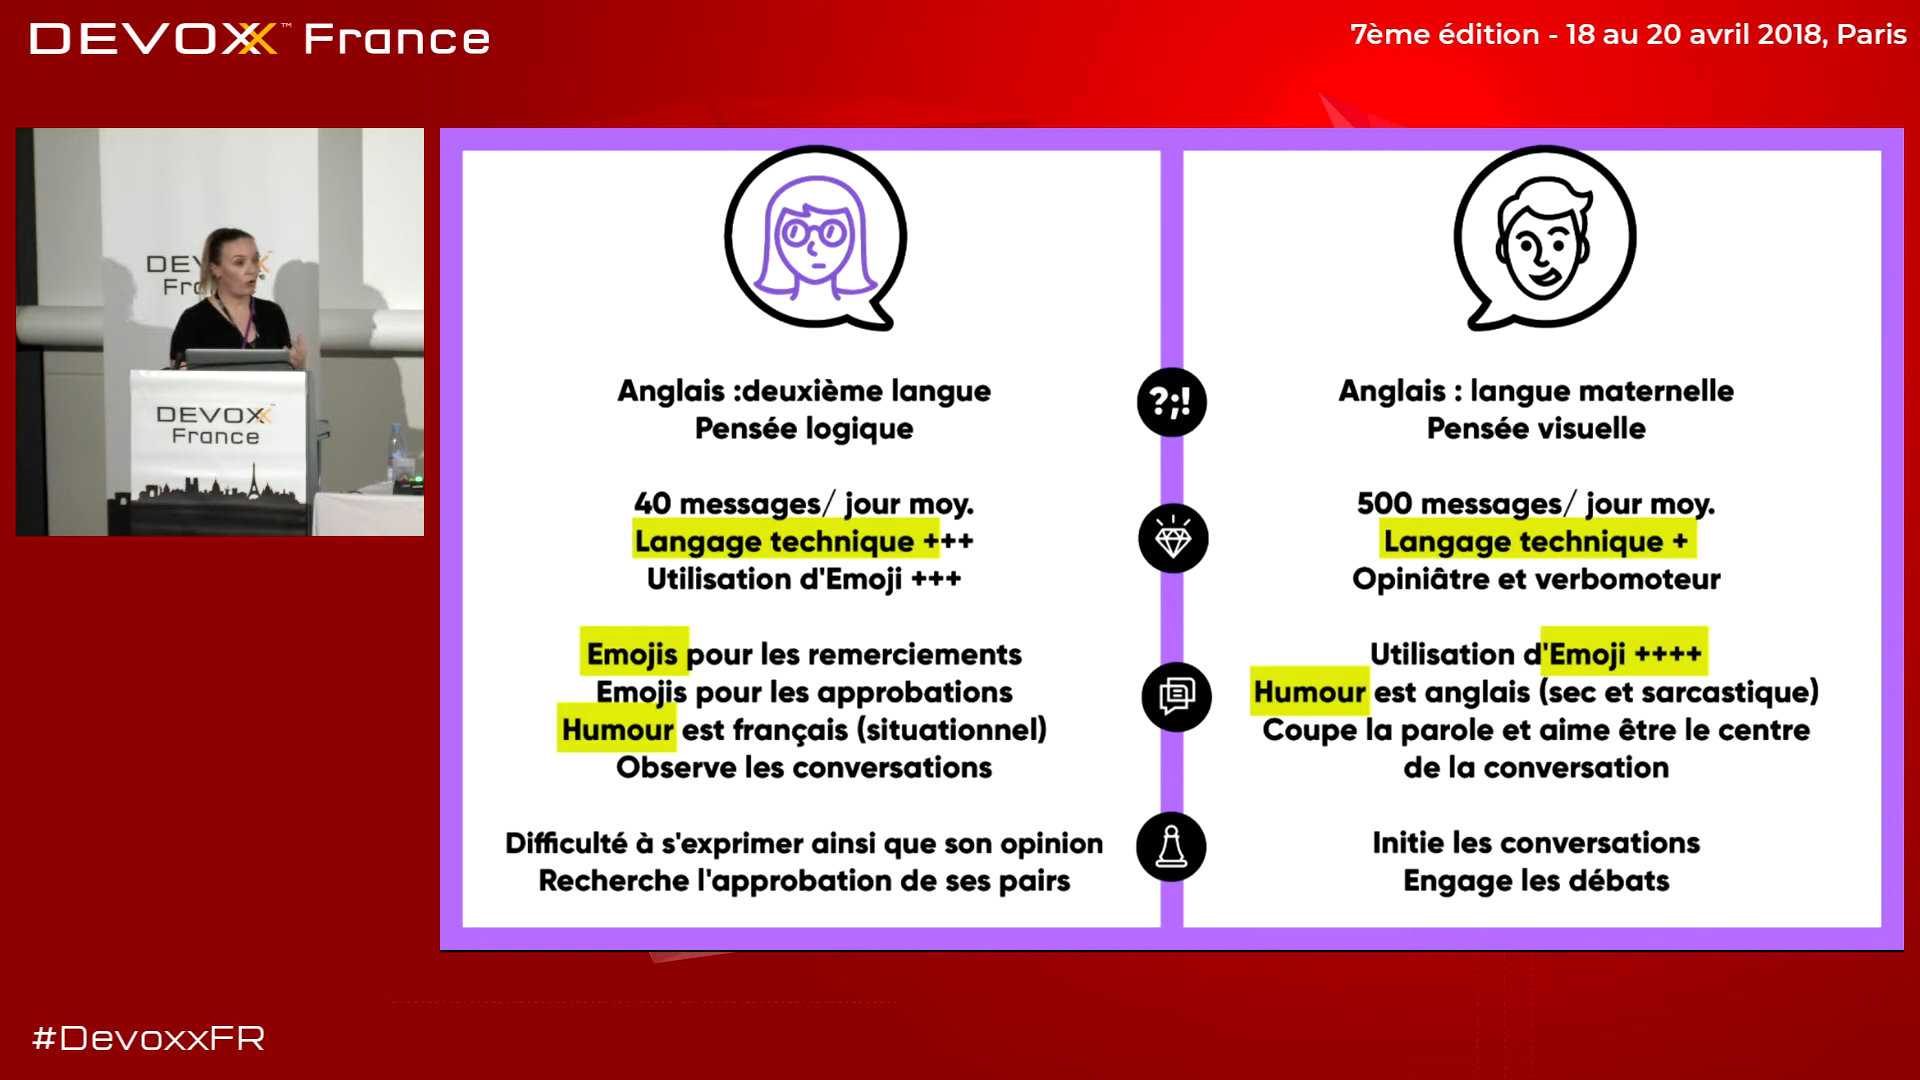 DEVOXX™ France
7ème édition - 18 au 20 avril 2018, Paris
DEV
Fra
DEVOXX™
France
Anglais :deuxième langue
Pensée logique
40 messages/ jour moy.
Langage technique +++
Utilisation d'Emoji +++
Emojis pour les remerciements
Emojis pour les approbations
Humour est français (situationnel)
Observe les conversations
Difficulté à s'exprimer ainsi que son opinion
Recherche l'approbation de ses pairs
?;!
Anglais : langue maternelle
Pensée visuelle
500 messages/ jour moy.
Langage technique +
Opiniâtre et verbomoteur
Utilisation d'Emoji ++++
Humour est anglais (sec et sarcastique)
Coupe la parole et aime être le centre
de la conversation
Initie les conversations
Engage les débats
#DevoxxFR